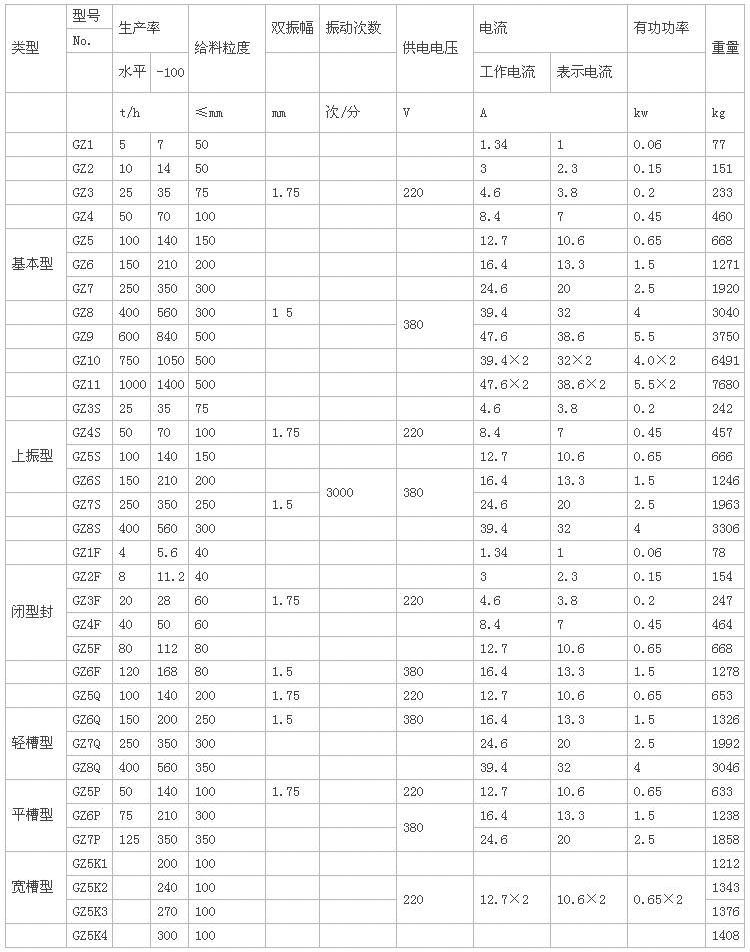 类型 型号 生产率 给料粒度 双振幅 振动次数 供电电压 电流 有功功率 重量
No.
水平 -100 工作电流 表示电流
t/h ≤mm mm 次/分 V A kw kg
GZ1 5 7 50 1.34 1 0.06 77
GZ2 10 14 50 3 2.3 0.15 151
GZ3 25 35 75 1.75 220 4.6 3.8 0.2 233
GZ4 50 70 100 8.4 7 0.45 460
GZ5 100 140 150 12.7 10.6 0.65 668
基本型 GZ6 150 210 200 16.4 13.3 1.5 1271
GZ7 250 350 300 24.6 20 2.5 1920
GZ8 400 560 300 1 5 380 39.4 32 4 3040
GZ9 600 840 500 47.6 38.6 5.5 3750
GZ10 750 1050 500 39.4×2 32×2 4.0×2 6491
GZ11 1000 1400 500 47.6×2 38.6×2 5.5×2 7680
GZ3S 25 35 75 4.6 3.8 0.2 242
GZ4S 50 70 100 1.75 220 8.4 7 0.45 457
上振型 GZ5S 100 140 150 12.7 10.6 0.65 666
GZ6S 150 210 200 3000 380 16.4 13.3 1.5 1246
GZ7S 250 350 250 1.5 24.6 20 2.5 1963
GZ8S 400 560 300 39.4 32 4 3306
GZ1F 4 5.6 40 1.34 1 0.06 78
GZ2F 8 11.2 40 3 2.3 0.15 154
闭型封 GZ3F 20 28 60 1.75 220 4.6 3.8 0.2 247
GZ4F 40 50 60 8.4 7 0.45 464
GZ5F 80 112 80 12.7 10.6 0.65 668
GZ6F 120 168 80 1.5 380 16.4 13.3 1.5 1278
GZ5Q 100 140 200 1.75 220 12.7 10.6 0.65 653
GZ6Q 150 200 250 1.5 380 16.4 13.3 1.5 1326
轻槽型 GZ7Q 250 350 300 24.6 20 2.5 1992
GZ8Q 400 560 350 39.4 32 4 3046
GZ5P 50 140 100 1.75 220 12.7 10.6 0.65 633
平槽型 GZ6P 75 210 300 380 16.4 13.3 1.5 1238
GZ7P 125 350 350 24.6 20 2.5 1858
GZ5K1 200 100 1212
宽槽型 GZ5K2 240 100 220 12.7×2 10.6×2 0.65×2 1343
GZ5K3 270 100 1376
GZ5K4 300 100 1408